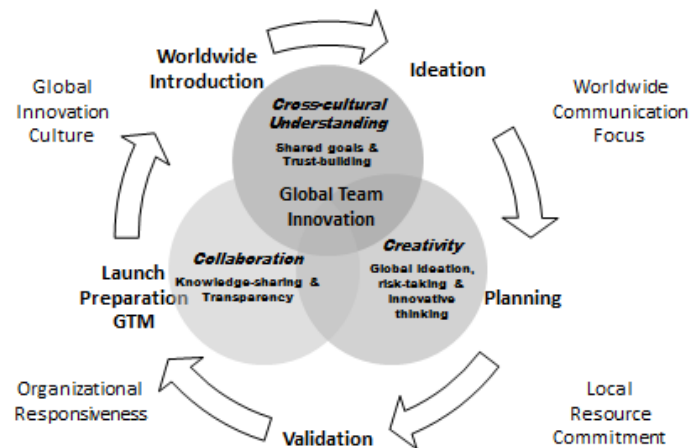 Worldwide
Introduction
Ideation
Global
Innovation
Culture
Worldwide
Communication
Focus
Cross-cultural
Understanding
Shared goals &
Trust-building
Global Team
Innovation
Collaboration
Knowledge-sharing &
Transparency
Creativity
Global ideation,
risk-taking &
innovative
thinking
Launch
Preparation
GTM
Planning
Organizational
Responsiveness
Validation
Local
Resource
Commitment